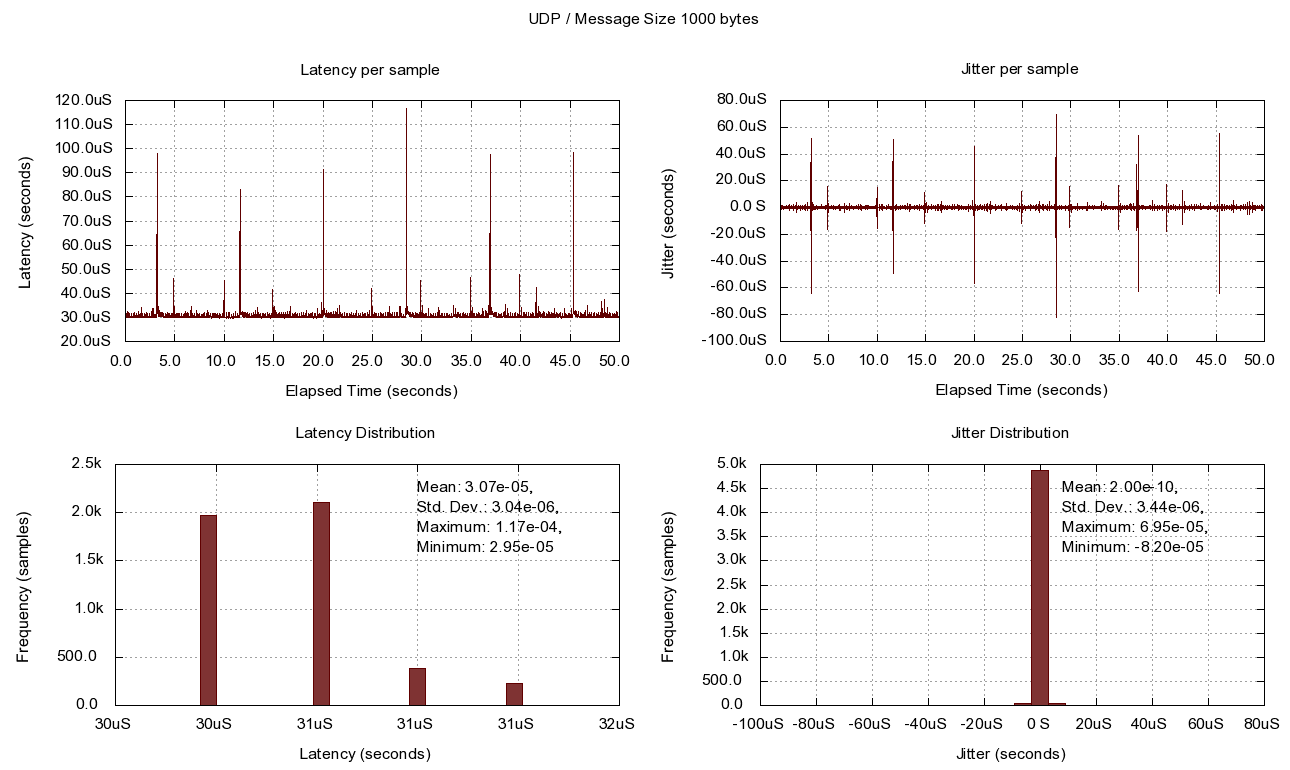 UDP / Message Size 1000 bytes
Latency per sample
120.0uS
110.0uS
100.0uS
90.0uS
80.0uS
70.0uS
60.0uS
50.0uS
40.0uS
30.0uS
20.0uS
Latency (seconds)
0.0 5.0 10.0 15.0 20.0 25.0 30.0 35.0 40.0 45.0 50.0
Elapsed Time (seconds)
Jitter per sample
80.0uS
60.0uS
40.0uS
20.0uS
0.0 S
-20.0uS
-40.0uS
-60.0uS
-80.0uS
-100.0uS
Jitter (seconds)
0.0 5.0 10.0 15.0 20.0 25.0 30.0 35.0 40.0 45.0 50.0
Elapsed Time (seconds)
Latency Distribution
2.5k
2.0k
1.5k
1.0k
500.0
0.0
Frequency (samples)
Mean: 3.07e-05,
Std. Dev.: 3.04e-06,
Maximum: 1.17e-04,
Minimum: 2.95e-05
30uS 30uS 31uS 31uS 31uS 32uS
Latency (seconds)
Jitter Distribution
5.0k
4.5k
4.0k
3.5k
3.0k
2.5k
2.0k
1.5k
1.0k
500.0
0.0
Frequency (samples)
Mean: 2.00e-10,
Std. Dev.: 3.44e-06,
Maximum: 6.95e-05,
Minimum: -8.20e-05
-100uS -80uS -60uS -40uS -20uS 0 S 20uS 40uS 60uS 80uS
Jitter (seconds)